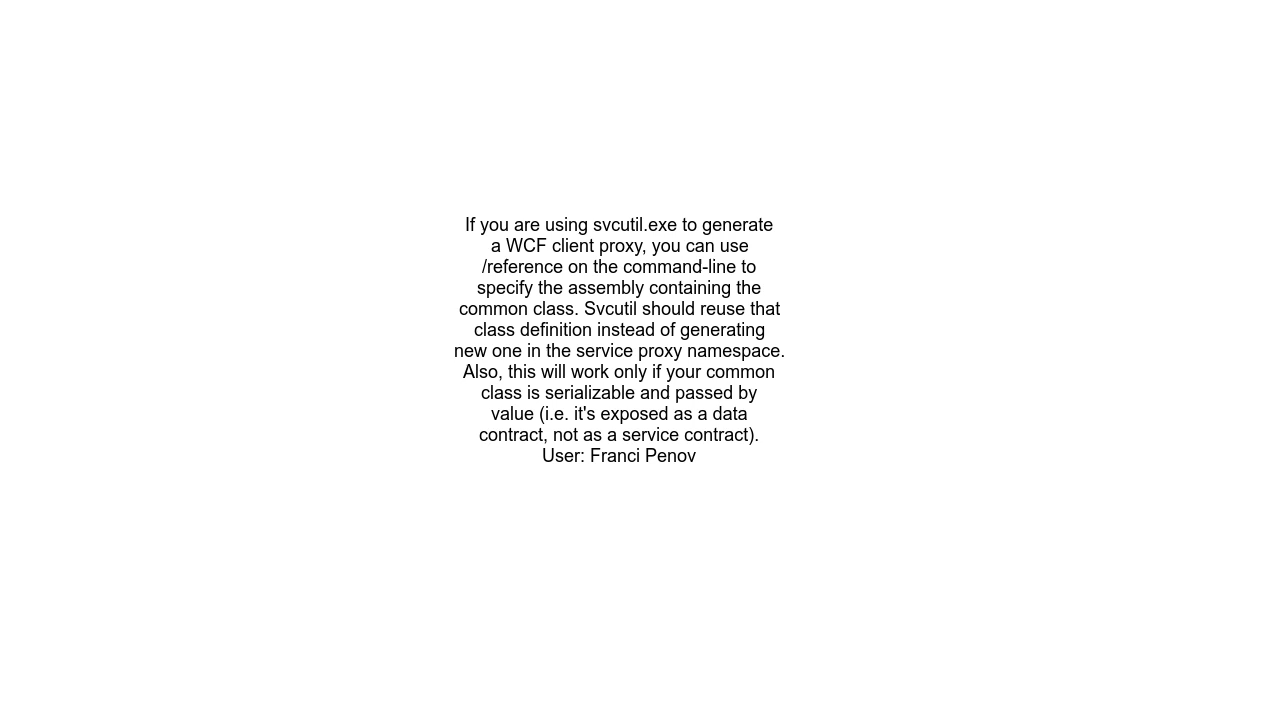 If you are using svcutil.exe to generate
a WCF client proxy, you can use
/reference on the command-line to
specify the assembly containing the
common class. Svcutil should reuse that
class definition instead of generating
new one in the service proxy namespace.
Also, this will work only if your common
class is serializable and passed by
value (i.e. it's exposed as a data
contract, not as a service contract).
User: Franci Penov